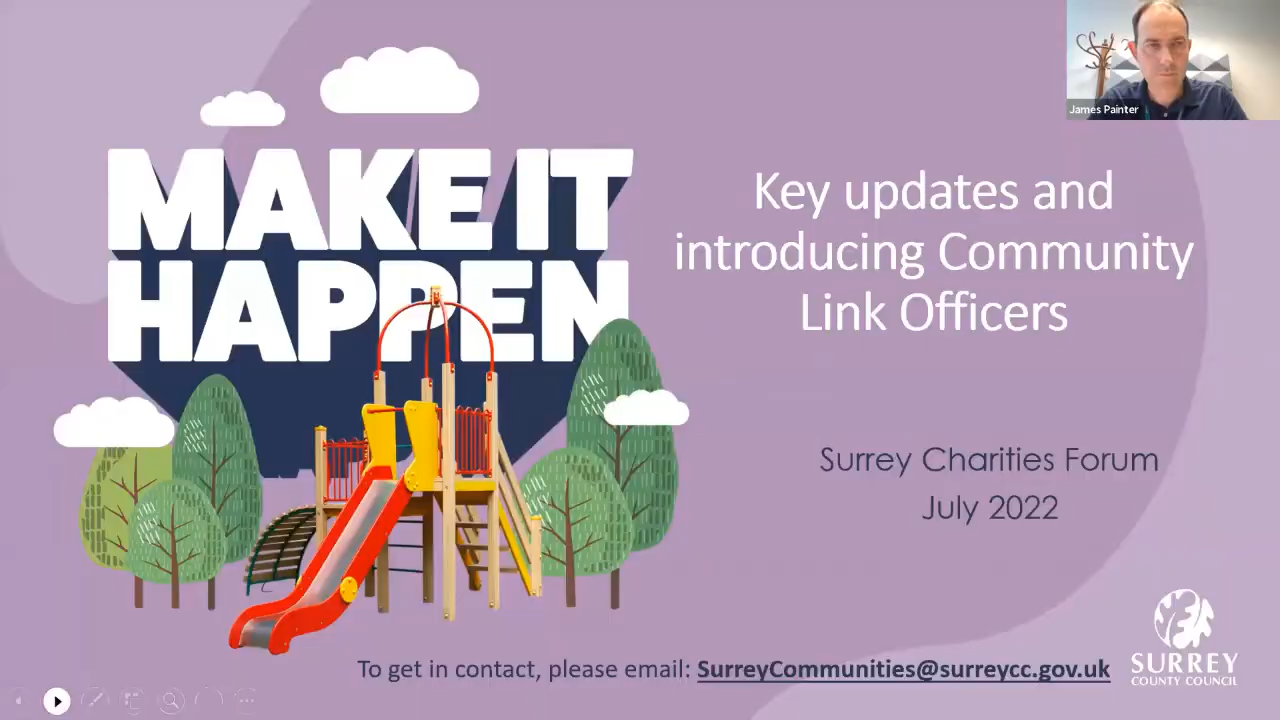 James Painter
MAKE IT
HAPPEN
Key updates and
introducing Community
Link Officers
Surrey Charities Forum
July 2022
To get in contact, please email: SurreyCommunities@surreycc.gov.uk
SURREY
COUNTY COUNCIL